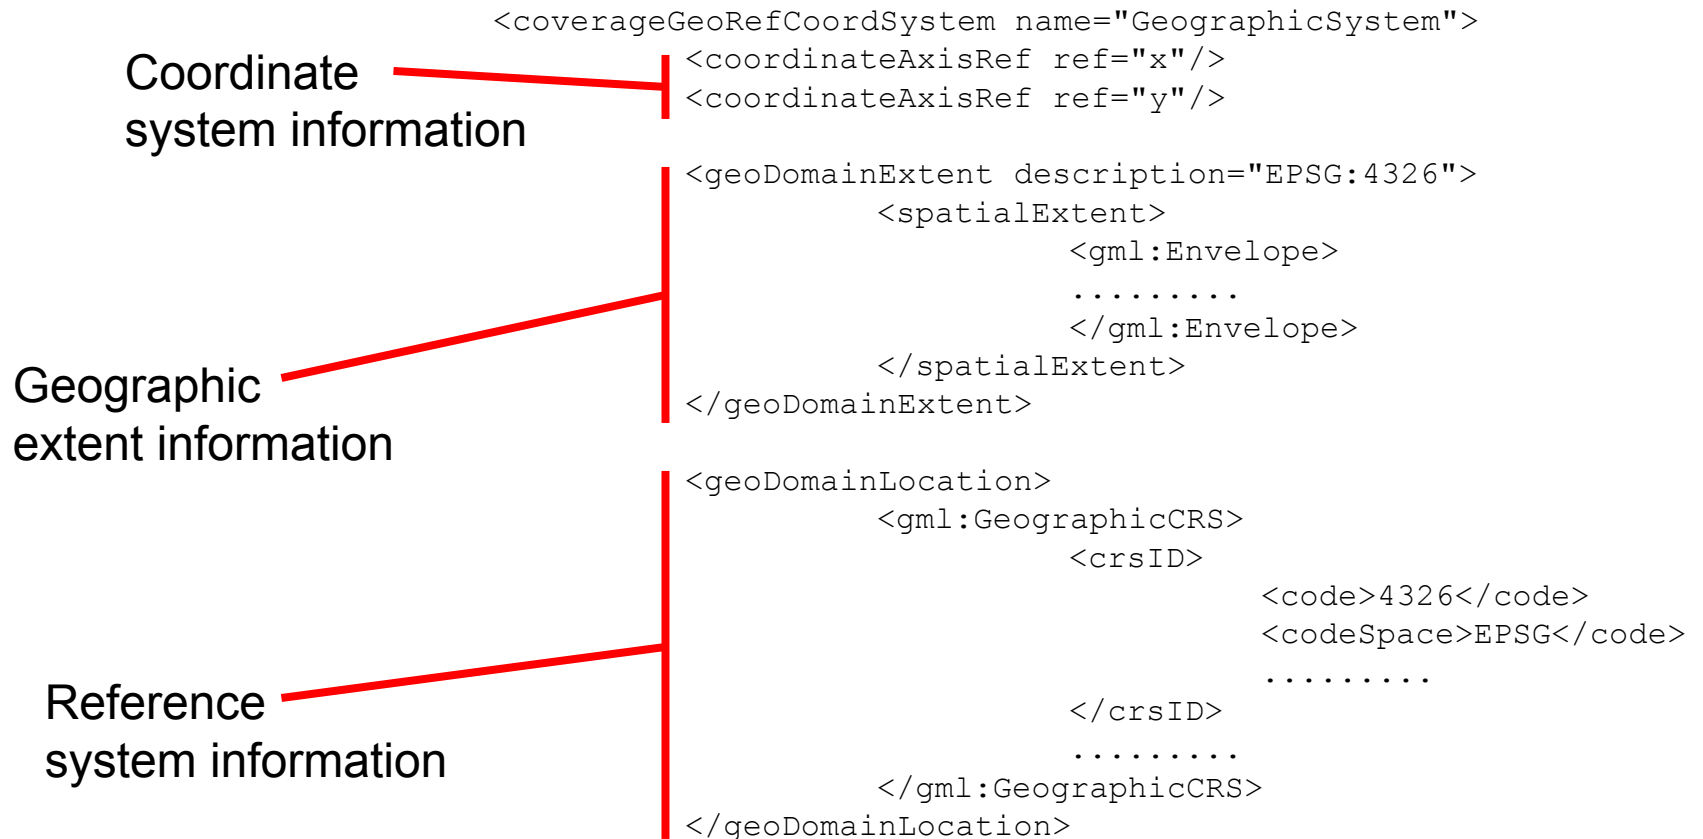 <coverageGeoRefCoordSystem name="GeographicSystem">
Coordinate
system information
<coordinateAxisRef ref="x"/>
<coordinateAxisRef ref="y"/>
Geographic
extent information
<geoDomainExtent description="EPSG:4326">
<spatialExtent>
<gml:Envelope>
.........
</gml:Envelope>
</spatialExtent>
</geoDomainExtent>
Reference
system information
<geoDomainLocation>
<gml:GeographicCRS>
<crsID>
<code>4326</code>
<codeSpace>EPSG</code>
.........
</crsID>
.........
</gml:GeographicCRS>
</geoDomainLocation>